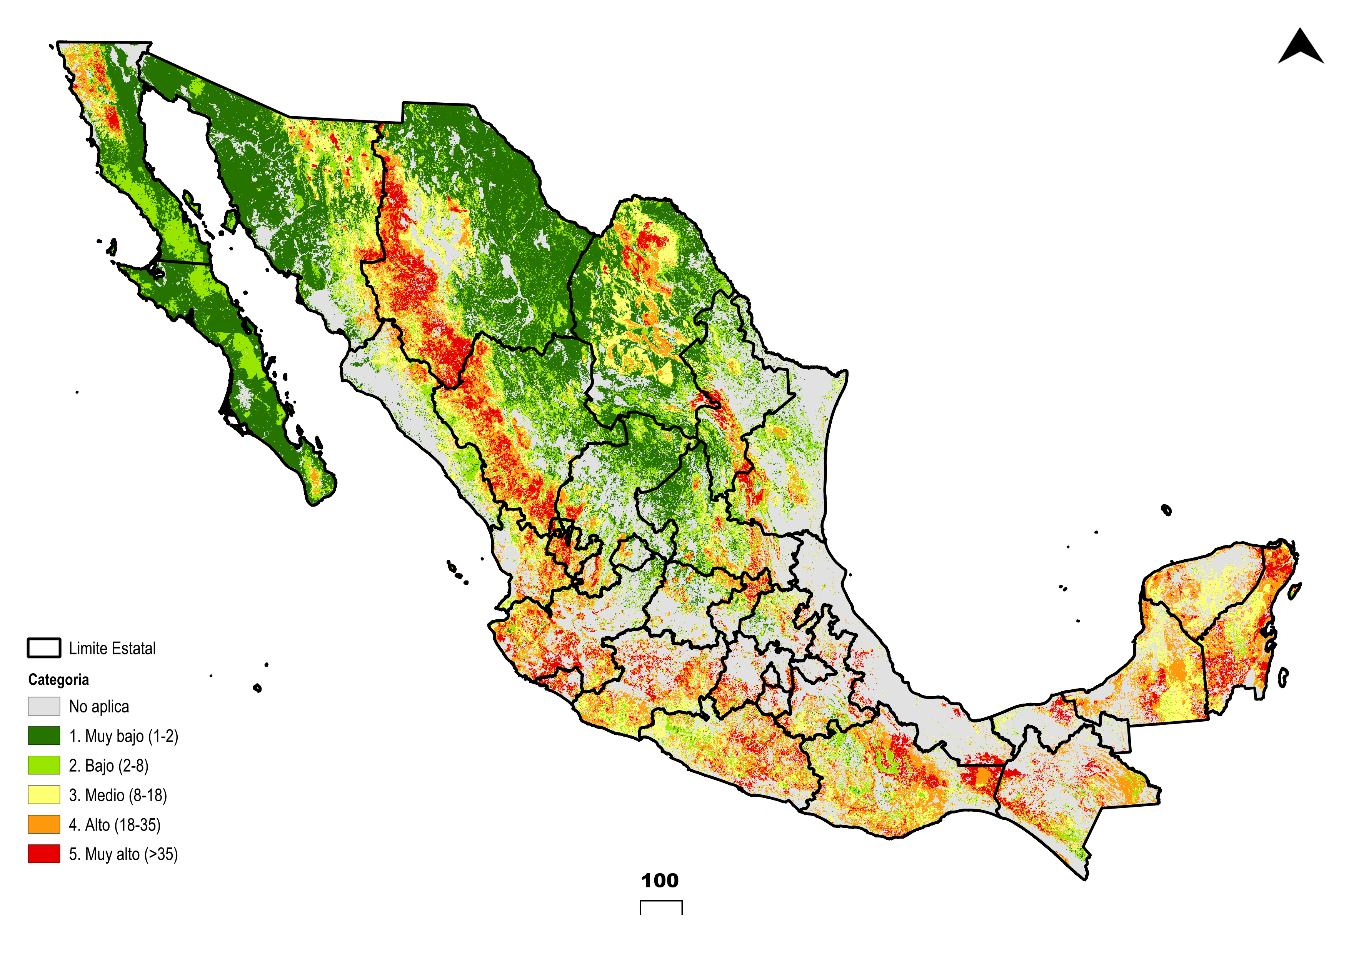 Limite Estatal
Categoria
No aplica
1. Muy bajo (1-2)
2. Bajo (2-8)
3. Medio (8-18)
4. Alto (18-35)
5. Muy alto (>35)
100